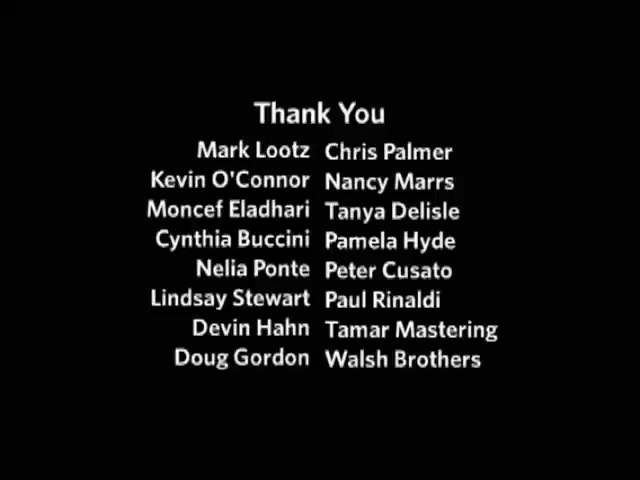 Thank You
Mark Lootz Chris Palmer
Kevin O'Connor Nancy Marrs
Moncef Eladhari Tanya Delisle
Cynthia Buccini Pamela Hyde
Nelia Ponte Peter Cusato
Lindsay Stewart Paul Rinaldi
Devin Hahn Tamar Mastering
Doug Gordon Walsh Brothers